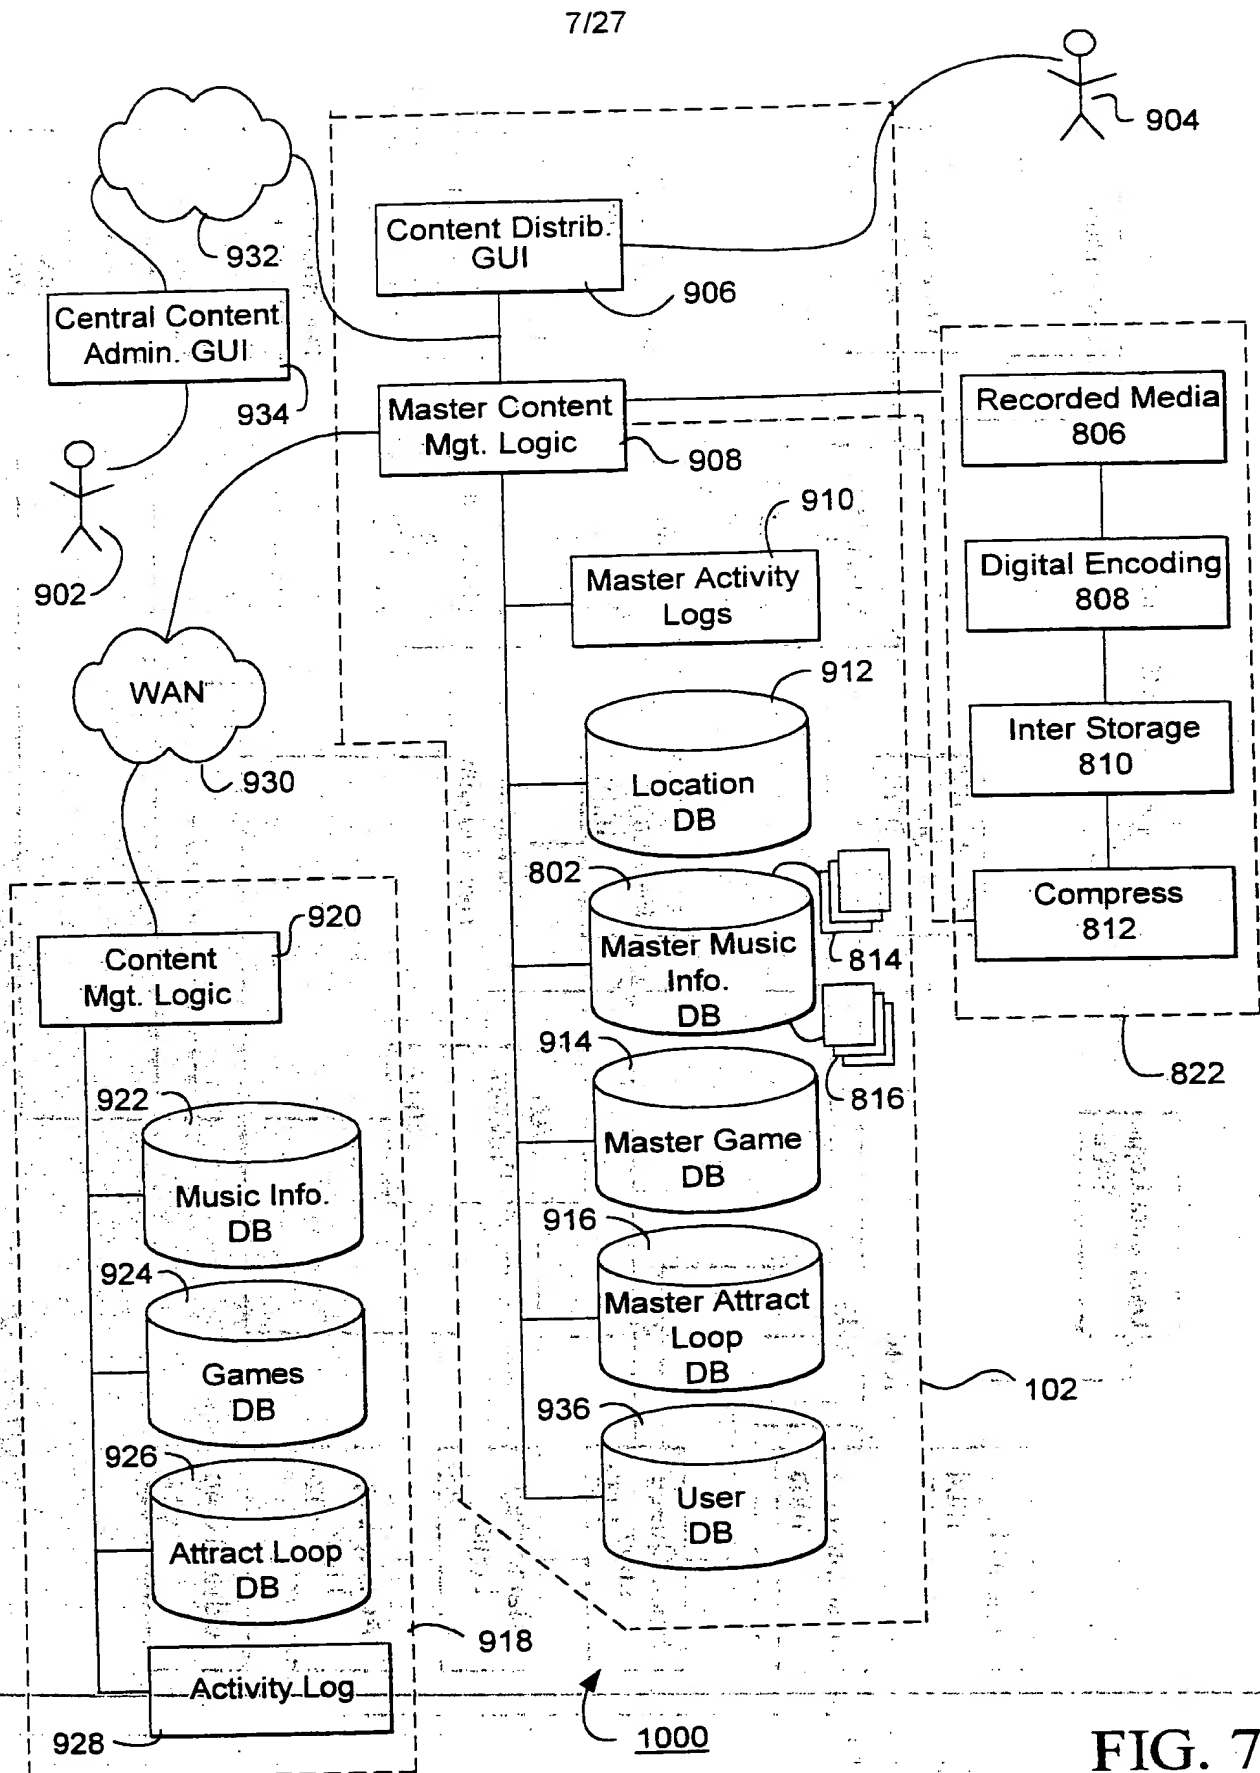 7/27
904
932
Content Distrib.
GUI
906
Central Content
Admin. GUI
934
Master Content
Mgt. Logic
908
Recorded Media
806
902
910
Master Activity
Logs
Digital Encoding
808
WAN
930
912
Location
DB
Inter Storage
810
802
Master Music
Info.
DB
814
816
Compress
812
822
920
Content
Mgt. Logic
914
Master Game
DB
922
Music Info.
DB
916
Master Attract
Loop
DB
102
924
Games
DB
936
User
DB
926
Attract Loop
DB
918
Activity Log
928
1000
FIG. 7